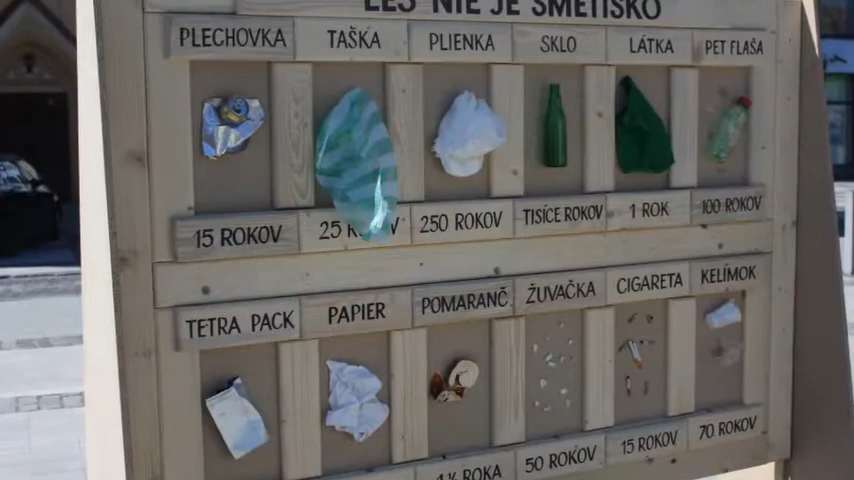 LES NIE JE SMETISKO
PLECHOVKA TAŠKA PLIENKA SKLO LÁTKA PET FLAŠA
15 ROKOV 25 250 ROKOV TISÍCE ROKOV 1 ROK 100 ROKOV
TETRA PACK PAPIER POMARANČ ŽUVAČKA CIGARETA KELÍMOK
ROKA 50 ROKOV 15 ROKOV 70 ROKOV